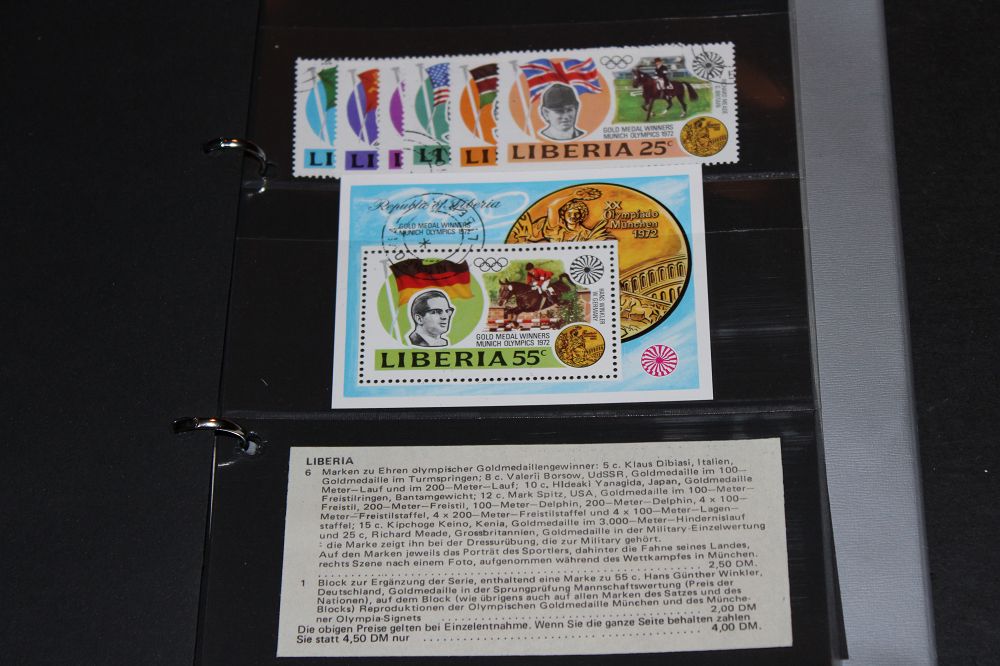 RICHARD MEADE
G. BRITAIN
GOLD MEDAL WINNERS
MUNICH OLYMPICS 1972
LI
LI
LI
LI
LIBERIA 25c
Republic of Liberia
GOLD MEDAL WINNERS
MUNICH OLYMPICS 1972
XX
Olympiade
München
1972
HANS WINKLER
W. GERMANY
GOLD MEDAL WINNERS
MUNICH OLYMPICS 1972
LIBERIA 55c
LIBERIA
6 Marken zu Ehren olympischer Goldmedaillengewinner: 5 c. Klaus Dibiasi, Italien,
Goldmedaille im Turmspringen; 8 c. Valerij Borsow, UdSSR, Goldmedaille im 100-
Meter-Lauf und im 200-Meter-Lauf; 10 c. Hideaki Yanagida, Japan, Goldmedaille
Freistilringen, Bantamgewicht; 12 c. Mark Spitz, USA, Goldmedaille im 100-Meter-
Freistil, 200-Meter-Freistil, 100-Meter-Delphin, 200-Meter-Delphin, 4 x 100-
Meter-Freistilstaffel, 4 x 200-Meter-Freistilstaffel und 4 x 100-Meter-Lagen-
staffel; 15 c. Kipchoge Keino, Kenia, Goldmedaille im 3.000-Meter-Hindernislauf
und 25 c, Richard Meade, Grossbritannien, Goldmedaille in der Military-Einzelwertung
- die Marke zeigt ihn bei der Dressurübung, die zur Military gehört.
Auf den Marken jeweils das Porträt des Sportlers, dahinter die Fahne seines Landes,
rechts Szene nach einem Foto, aufgenommen während des Wettkampfes in München.
2,50 DM.
1 Block zur Ergänzung der Serie, enthaltend eine Marke zu 55 c. Hans Günther Winkler,
Deutschland, Goldmedaille in der Sprungprüfung Mannschaftswertung (Preis der
Nationen), auf dem Block (wie übrigens auch auf allen Marken des Satzes und des
Blocks) Reproduktionen der Olympischen Goldmedaille München und des Münche-
ner Olympia-Signets 2,00 DM
Die obigen Preise gelten bei Einzelentnahme. Wenn Sie die ganze Seite behalten zahlen
Sie statt 4,50 DM nur 4,00 DM.